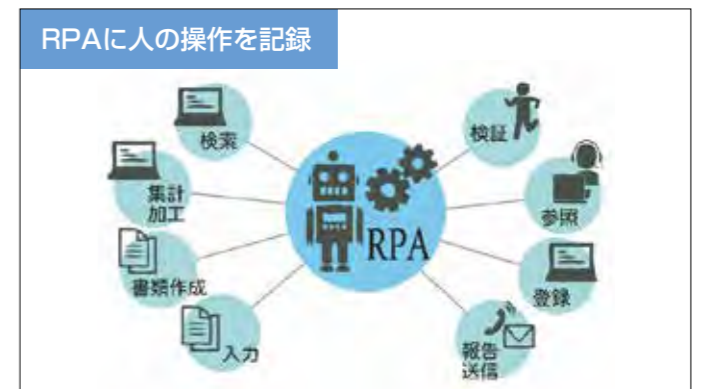 RPAに人の操作を記録
検索
集計
加工
書類作成
入力
RPA
検証
参照
登録
報告
送信